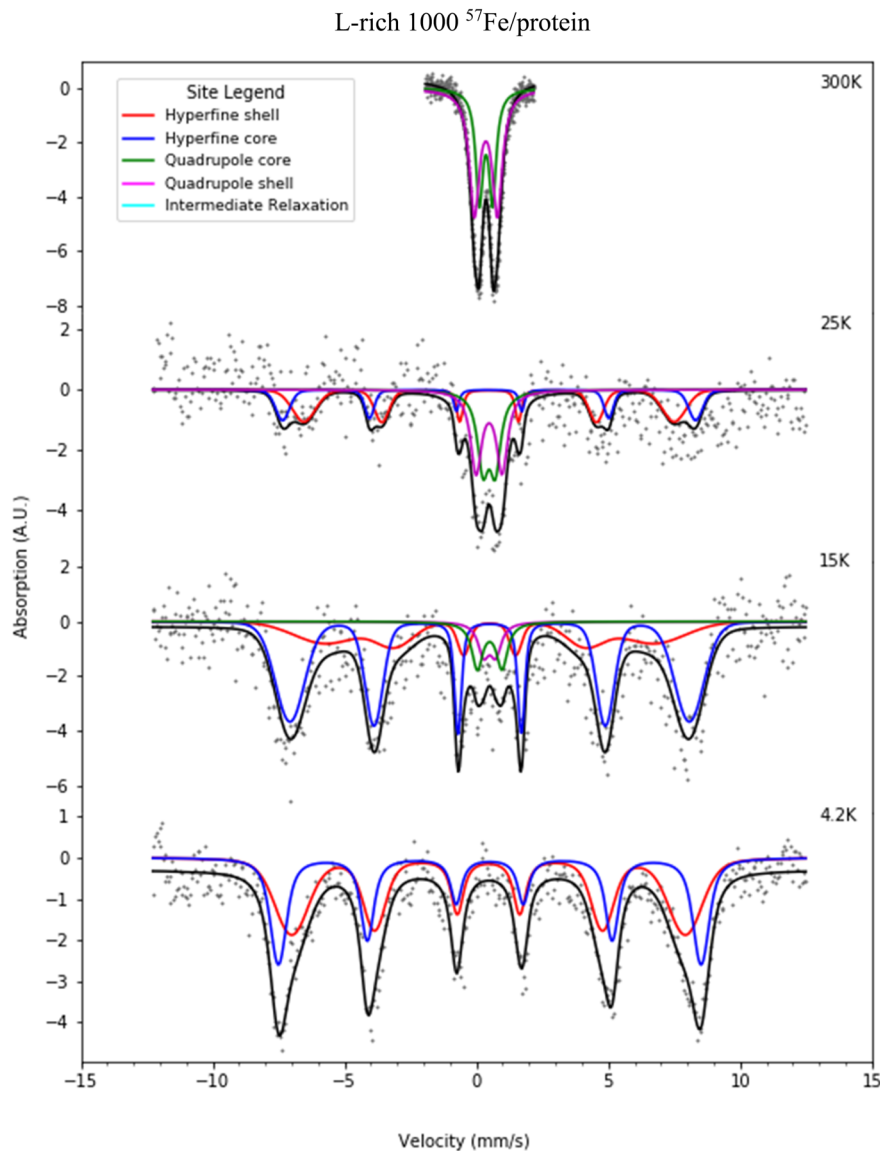 L-rich 1000 ⁵⁷Fe/protein
Site Legend
Hyperfine shell
Hyperfine core
Quadrupole core
Quadrupole shell
Intermediate Relaxation
300K
0
−2
−4
−6
−8
25K
2
0
−2
−4
15K
2
0
−2
−4
−6
4.2K
1
0
−1
−2
−3
−4
Absorption (A.U.)
−15
−10
−5
0
5
10
15
Velocity (mm/s)